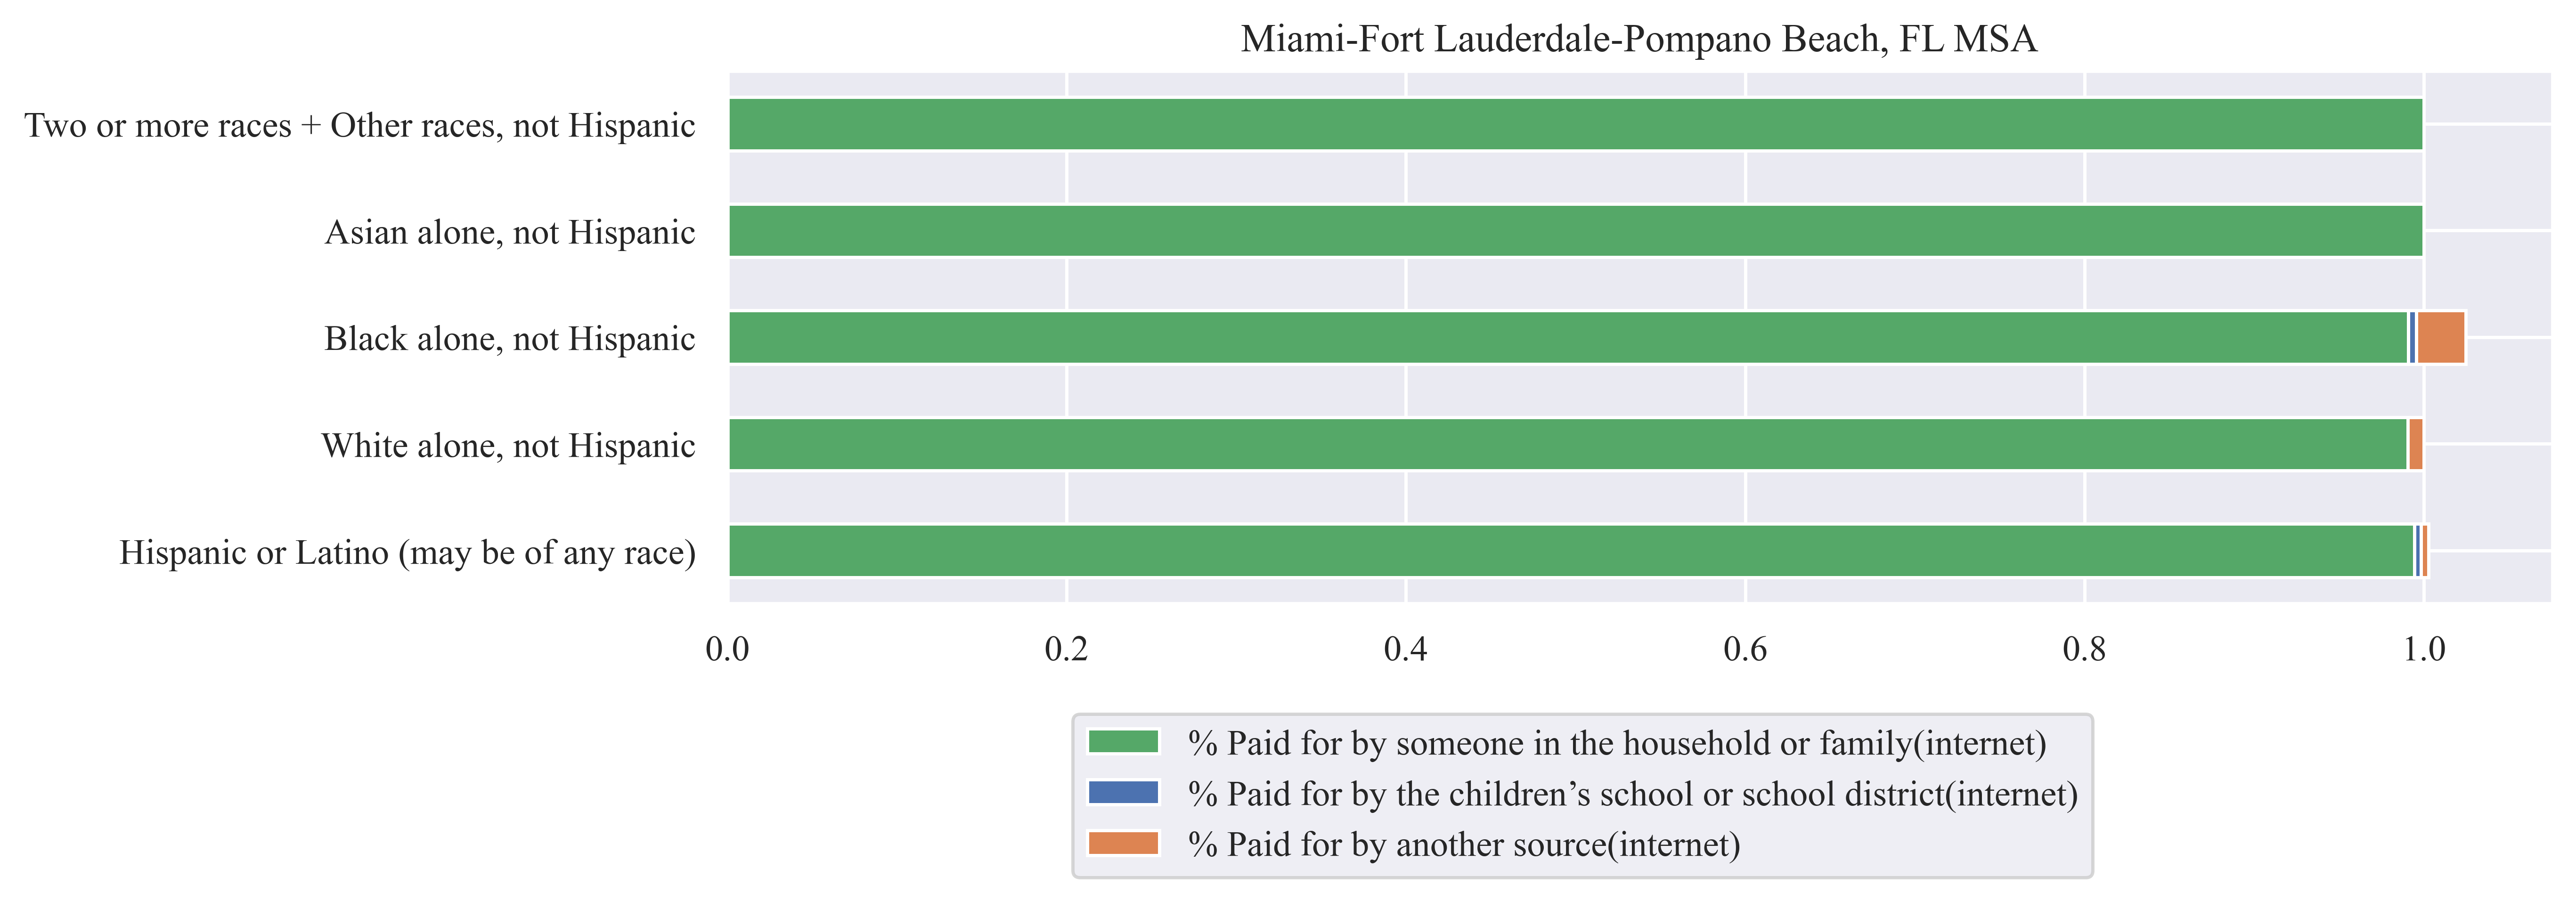 Miami-Fort Lauderdale-Pompano Beach, FL MSA
Two or more races + Other races, not Hispanic
Asian alone, not Hispanic
Black alone, not Hispanic
White alone, not Hispanic
Hispanic or Latino (may be of any race)
0.0 0.2 0.4 0.6 0.8 1.0
% Paid for by someone in the household or family(internet)
% Paid for by the children’s school or school district(internet)
% Paid for by another source(internet)